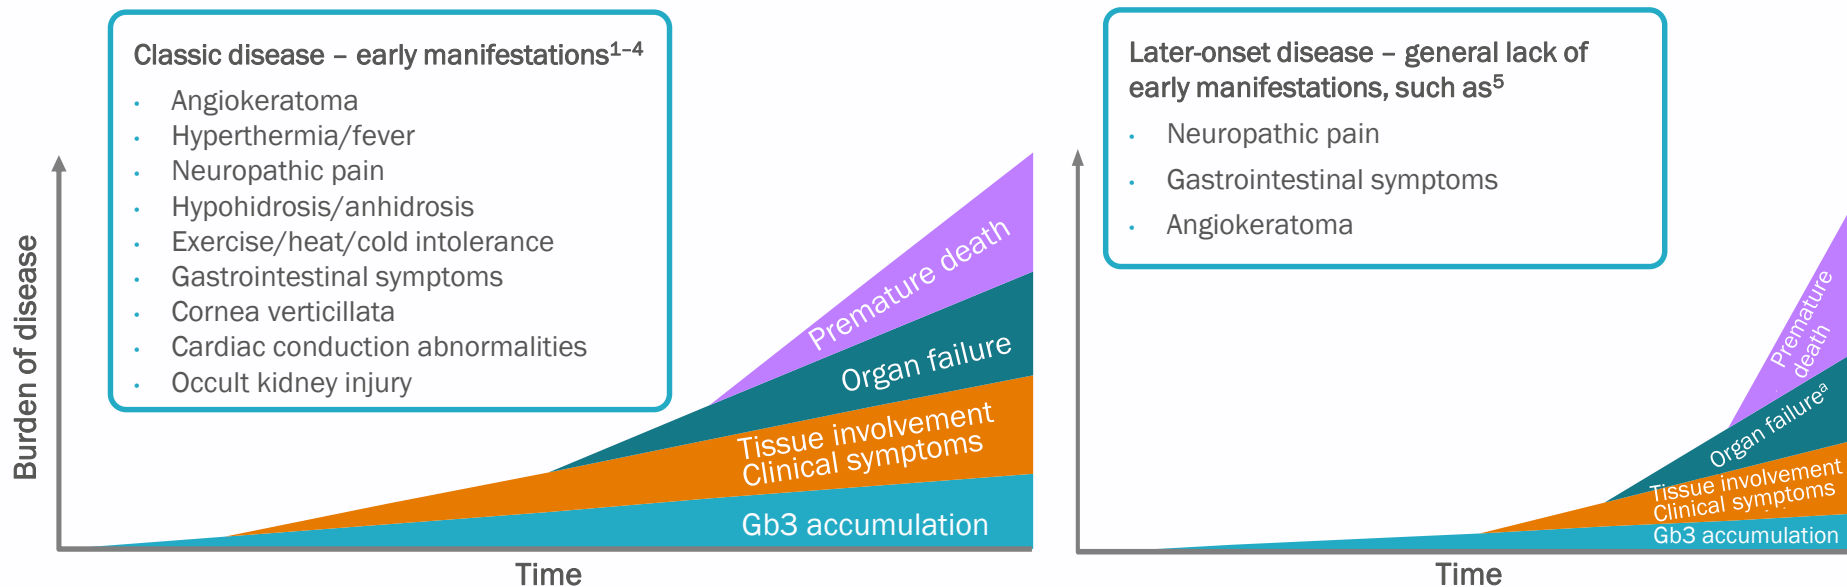 Classic disease – early manifestations¹⁻⁴
• Angiokeratoma
• Hyperthermia/fever
• Neuropathic pain
• Hypohidrosis/anhidrosis
• Exercise/heat/cold intolerance
• Gastrointestinal symptoms
• Cornea verticillata
• Cardiac conduction abnormalities
• Occult kidney injury
Burden of disease
Premature death
Organ failure
Tissue involvement
Clinical symptoms
Gb3 accumulation
Time
Later-onset disease – general lack of
early manifestations, such as⁵
• Neuropathic pain
• Gastrointestinal symptoms
• Angiokeratoma
Premature
death
Organ failureᵃ
Tissue involvement
Clinical symptoms
Gb3 accumulation
Time